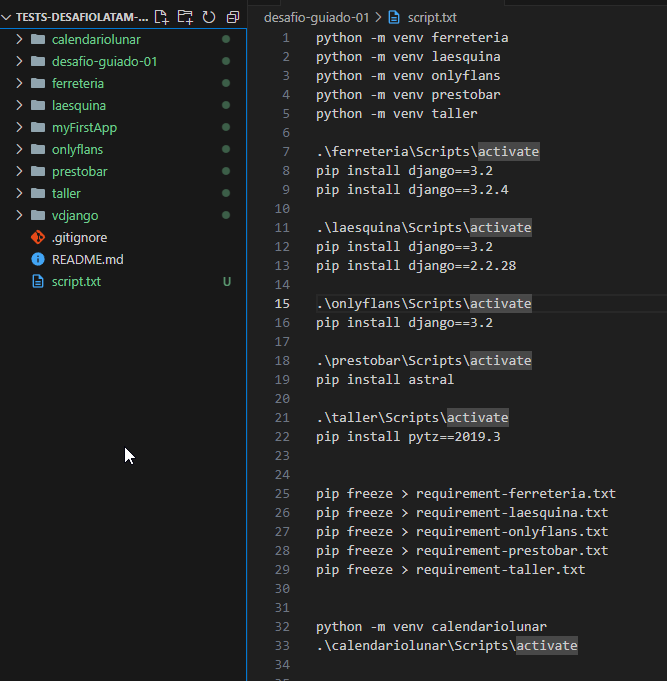 TESTS-DESAFIOLATAM-...
calendariolunar
desafio-guiado-01
ferreteria
laesquina
myFirstApp
onlyflans
prestobar
taller
vdjango
.gitignore
README.md
script.txt U
desafio-guiado-01 > script.txt
1 python -m venv ferreteria
2 python -m venv laesquina
3 python -m venv onlyflans
4 python -m venv prestobar
5 python -m venv taller
6
7 .\ferreteria\Scripts\activate
8 pip install django==3.2
9 pip install django==3.2.4
10
11 .\laesquina\Scripts\activate
12 pip install django==3.2
13 pip install django==2.2.28
14
15 .\onlyflans\Scripts\activate
16 pip install django==3.2
17
18 .\prestobar\Scripts\activate
19 pip install astral
20
21 .\taller\Scripts\activate
22 pip install pytz==2019.3
23
24
25 pip freeze > requirement-ferreteria.txt
26 pip freeze > requirement-laesquina.txt
27 pip freeze > requirement-onlyflans.txt
28 pip freeze > requirement-prestobar.txt
29 pip freeze > requirement-taller.txt
30
31
32 python -m venv calendariolunar
33 .\calendariolunar\Scripts\activate
34